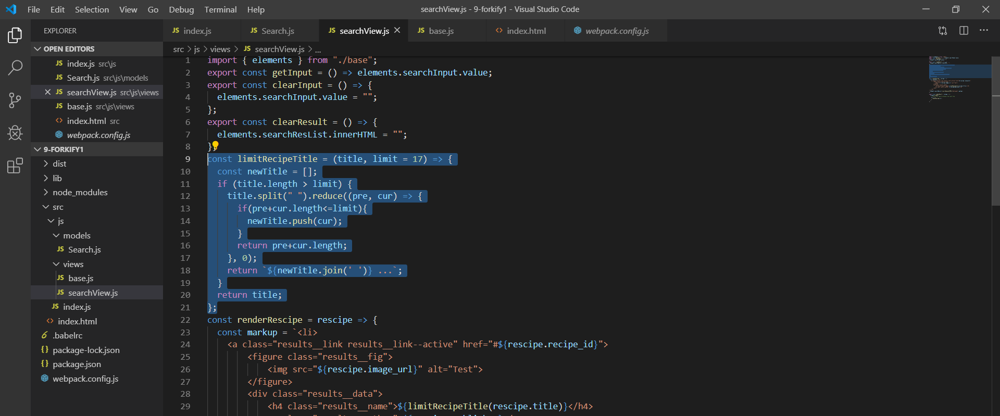 File Edit Selection View Go Debug Terminal Help
searchView.js - 9-forkify1 - Visual Studio Code
EXPLORER
OPEN EDITORS
JS index.js src\js
JS Search.js src\js\models
JS searchView.js src\js\views
JS base.js src\js\views
<> index.html src
webpack.config.js
9-FORKIFY1
dist
lib
node_modules
src
js
models
JS Search.js
views
JS base.js
JS searchView.js
JS index.js
<> index.html
.babelrc
{} package-lock.json
{} package.json
webpack.config.js
JS index.js JS Search.js JS searchView.js JS base.js <> index.html webpack.config.js
src > js > views > JS searchView.js > ...
1 import { elements } from "./base";
2 export const getInput = () => elements.searchInput.value;
3 export const clearInput = () => {
4 elements.searchInput.value = "";
5 };
6 export const clearResult = () => {
7 elements.searchResList.innerHTML = "";
8 };
9 const limitRecipeTitle = (title, limit = 17) => {
10 const newTitle = [];
11 if (title.length > limit) {
12 title.split(" ").reduce((pre, cur) => {
13 if(pre+cur.length<=limit){
14 newTitle.push(cur);
15 }
16 return pre+cur.length;
17 }, 0);
18 return `${newTitle.join(' ')} ...`;
19 }
20 return title;
21 };
22 const renderRescipe = rescipe => {
23 const markup = `<li>
24 <a class="results__link results__link--active" href="#${rescipe.recipe_id}">
25 <figure class="results__fig">
26 <img src="${rescipe.image_url}" alt="Test">
27 </figure>
28 <div class="results__data">
29 <h4 class="results__name">${limitRecipeTitle(rescipe.title)}</h4>